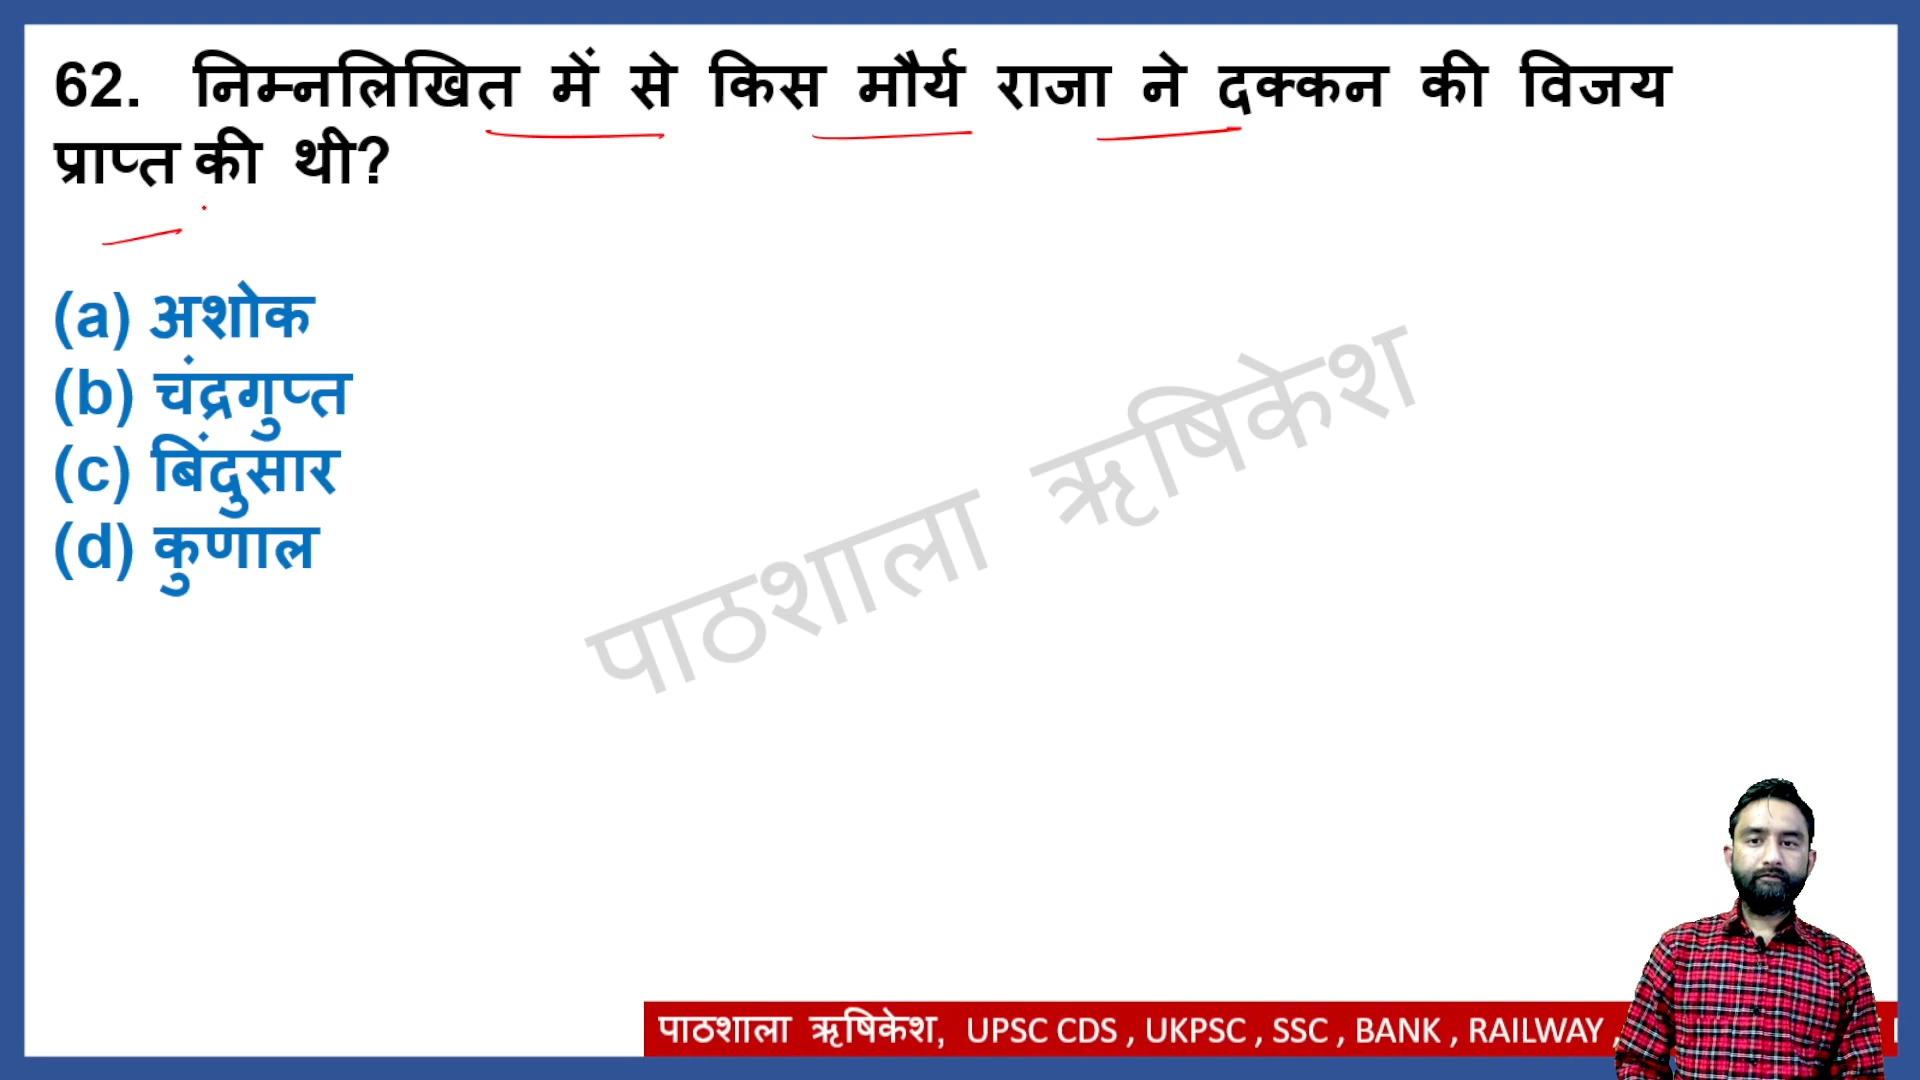 62. निम्नलिखित में से किस मौर्य राजा ने दक्कन की विजय
प्राप्त की थी?
(a) अशोक
(b) चंद्रगुप्त
(c) बिंदुसार
(d) कुणाल
पाठशाला ऋषिकेश
पाठशाला ऋषिकेश, UPSC CDS , UKPSC , SSC , BANK , RAILWAY ,